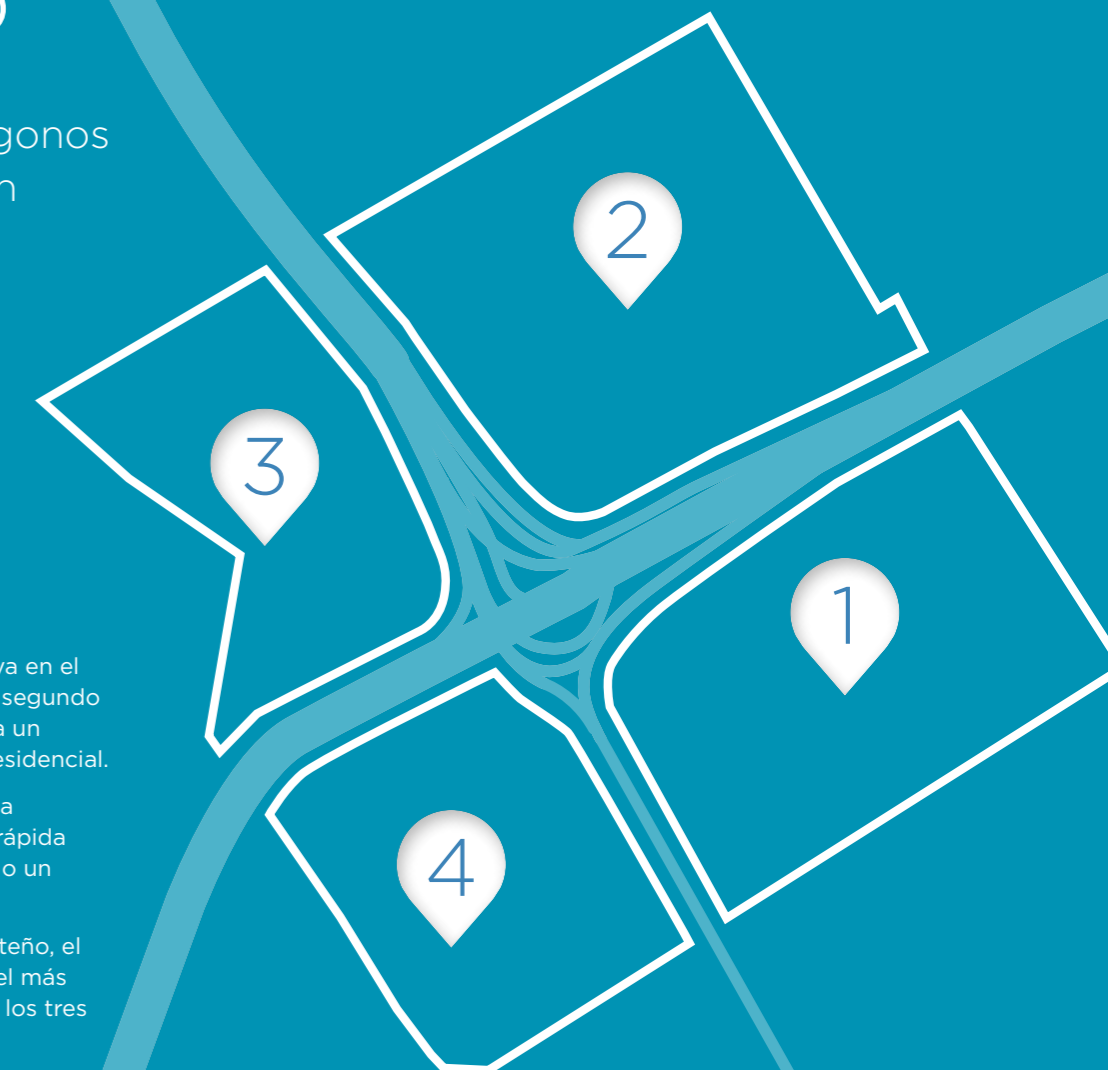 gonos
n
2
3
1
4
va en el
segundo
a un
esidencial.
a
rápida
o un
teño, el
el más
los tres